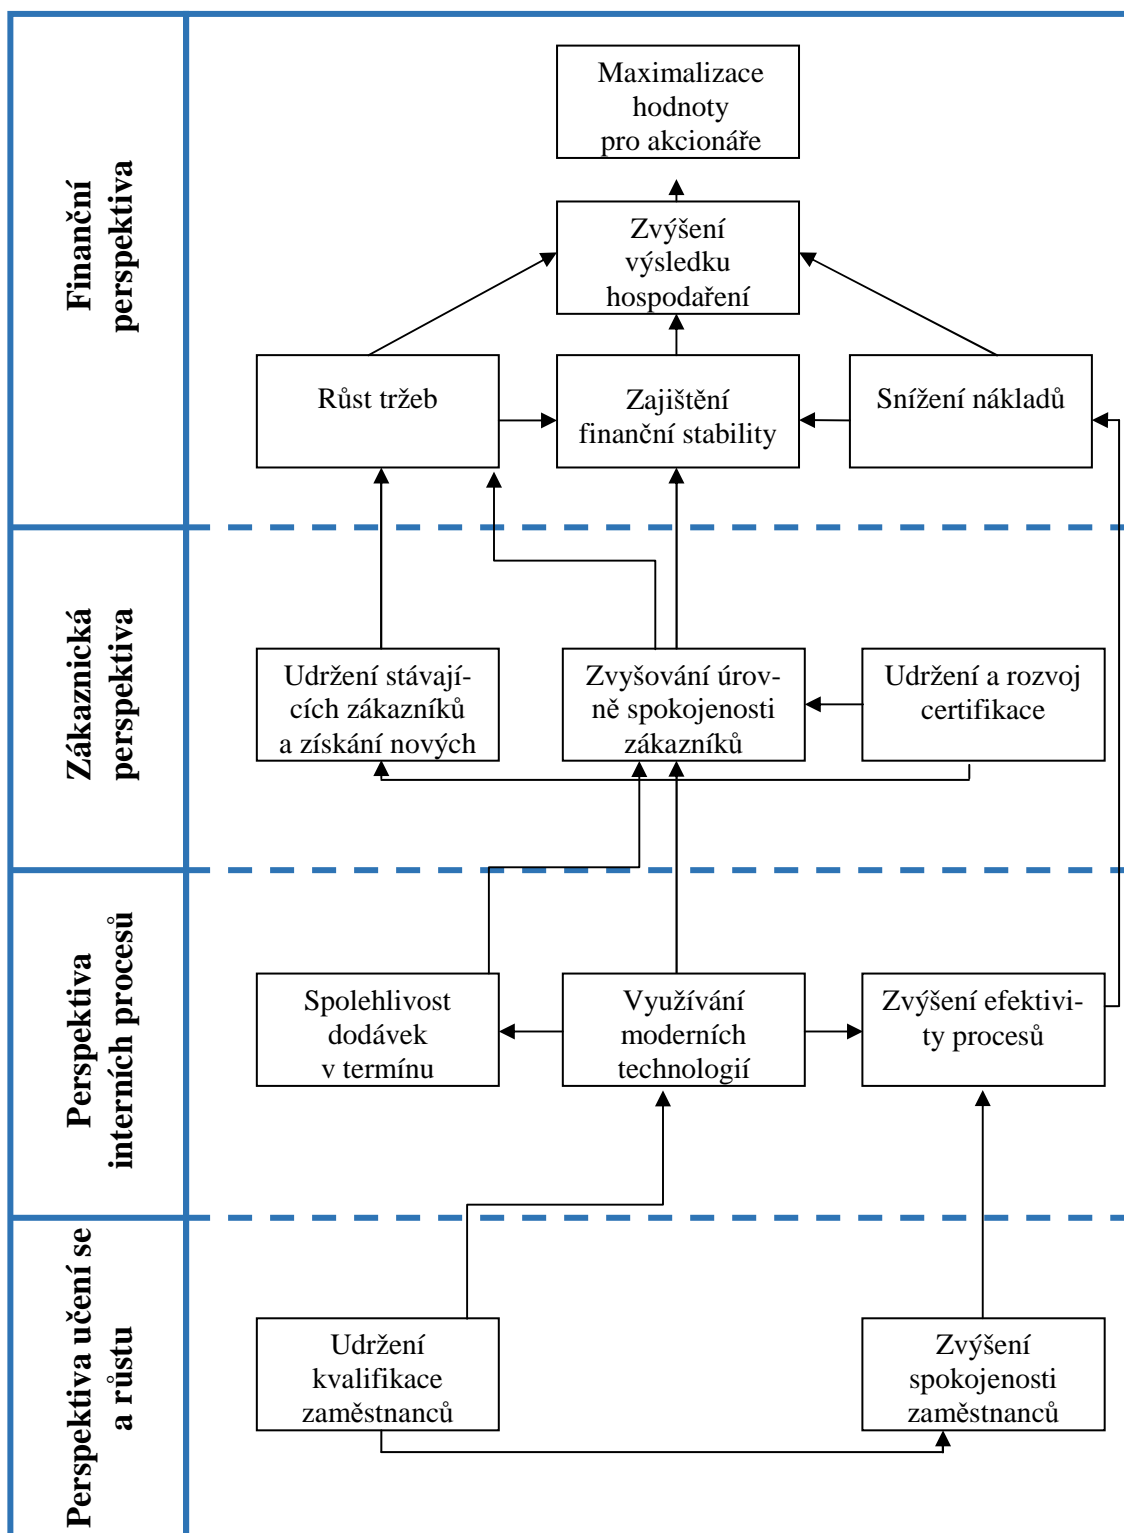 Finanční
perspektiva
Maximalizace
hodnoty
pro akcionáře
Zvýšení
výsledku
hospodaření
Růst tržeb
Zajištění
finanční stability
Snížení nákladů
Zákaznická
perspektiva
Udržení stávají-
cích zákazníků
a získání nových
Zvyšování úrov-
ně spokojenosti
zákazníků
Udržení a rozvoj
certifikace
Perspektiva
interních procesů
Spolehlivost
dodávek
v termínu
Využívání
moderních
technologií
Zvýšení efektivi-
ty procesů
Perspektiva učení se
a růstu
Udržení
kvalifikace
zaměstnanců
Zvýšení
spokojenosti
zaměstnanců